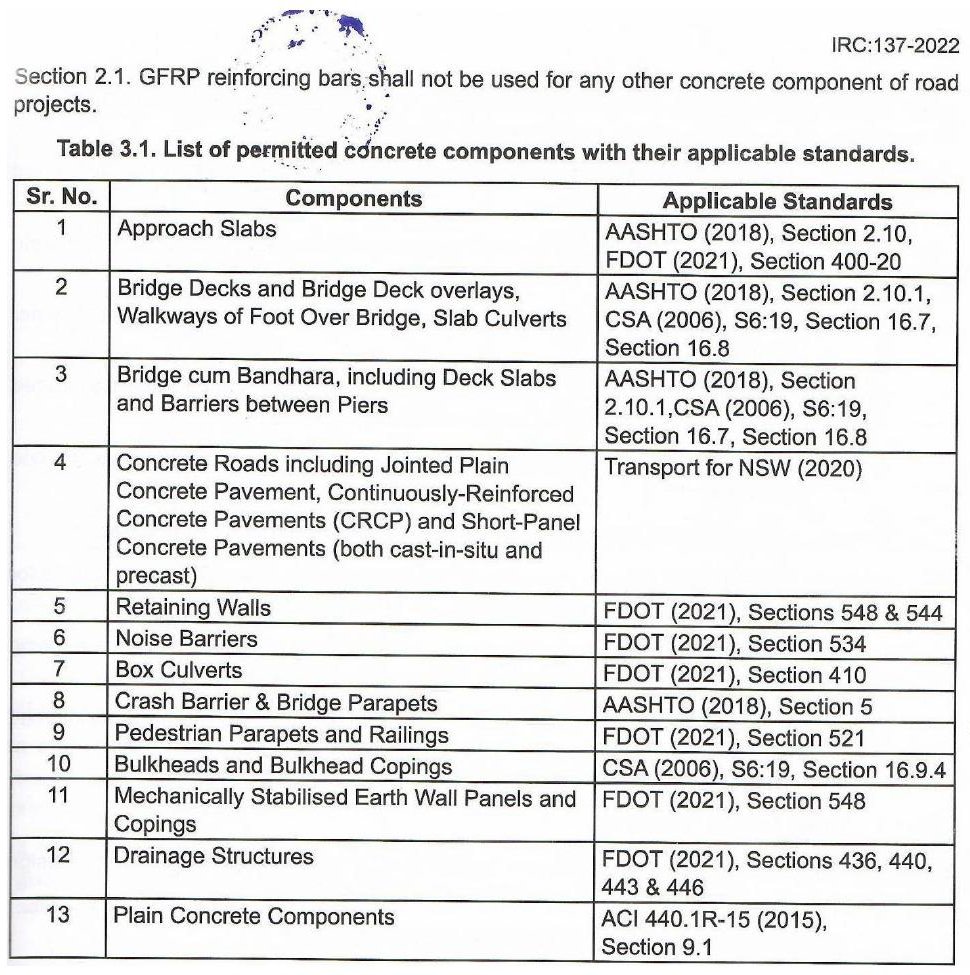 IRC:137-2022
Section 2.1. GFRP reinforcing bars shall not be used for any other concrete component of road
projects.
Table 3.1. List of permitted concrete components with their applicable standards.
Sr. No. Components Applicable Standards
1 Approach Slabs AASHTO (2018), Section 2.10,
FDOT (2021), Section 400-20
2 Bridge Decks and Bridge Deck overlays, AASHTO (2018), Section 2.10.1,
Walkways of Foot Over Bridge, Slab Culverts CSA (2006), S6:19, Section 16.7,
Section 16.8
3 Bridge cum Bandhara, including Deck Slabs AASHTO (2018), Section
and Barriers between Piers 2.10.1,CSA (2006), S6:19,
Section 16.7, Section 16.8
4 Concrete Roads including Jointed Plain Transport for NSW (2020)
Concrete Pavement, Continuously-Reinforced
Concrete Pavements (CRCP) and Short-Panel
Concrete Pavements (both cast-in-situ and
precast)
5 Retaining Walls FDOT (2021), Sections 548 & 544
6 Noise Barriers FDOT (2021), Section 534
7 Box Culverts FDOT (2021), Section 410
8 Crash Barrier & Bridge Parapets AASHTO (2018), Section 5
9 Pedestrian Parapets and Railings FDOT (2021), Section 521
10 Bulkheads and Bulkhead Copings CSA (2006), S6:19, Section 16.9.4
11 Mechanically Stabilised Earth Wall Panels and FDOT (2021), Section 548
Copings
12 Drainage Structures FDOT (2021), Sections 436, 440,
443 & 446
13 Plain Concrete Components ACI 440.1R-15 (2015),
Section 9.1